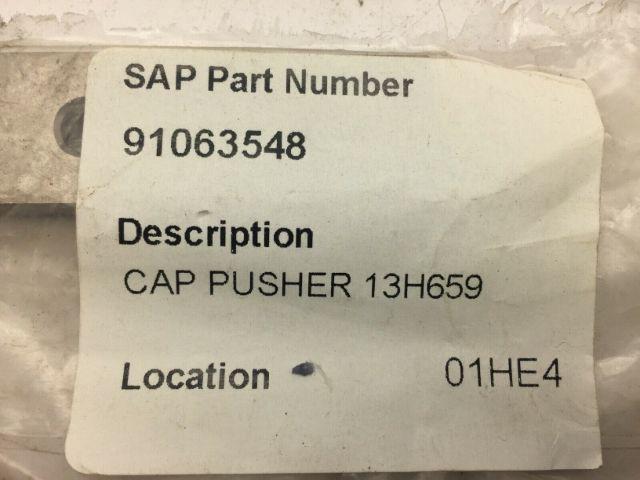 SAP Part Number
91063548
Description
CAP PUSHER 13H659
Location 01HE4